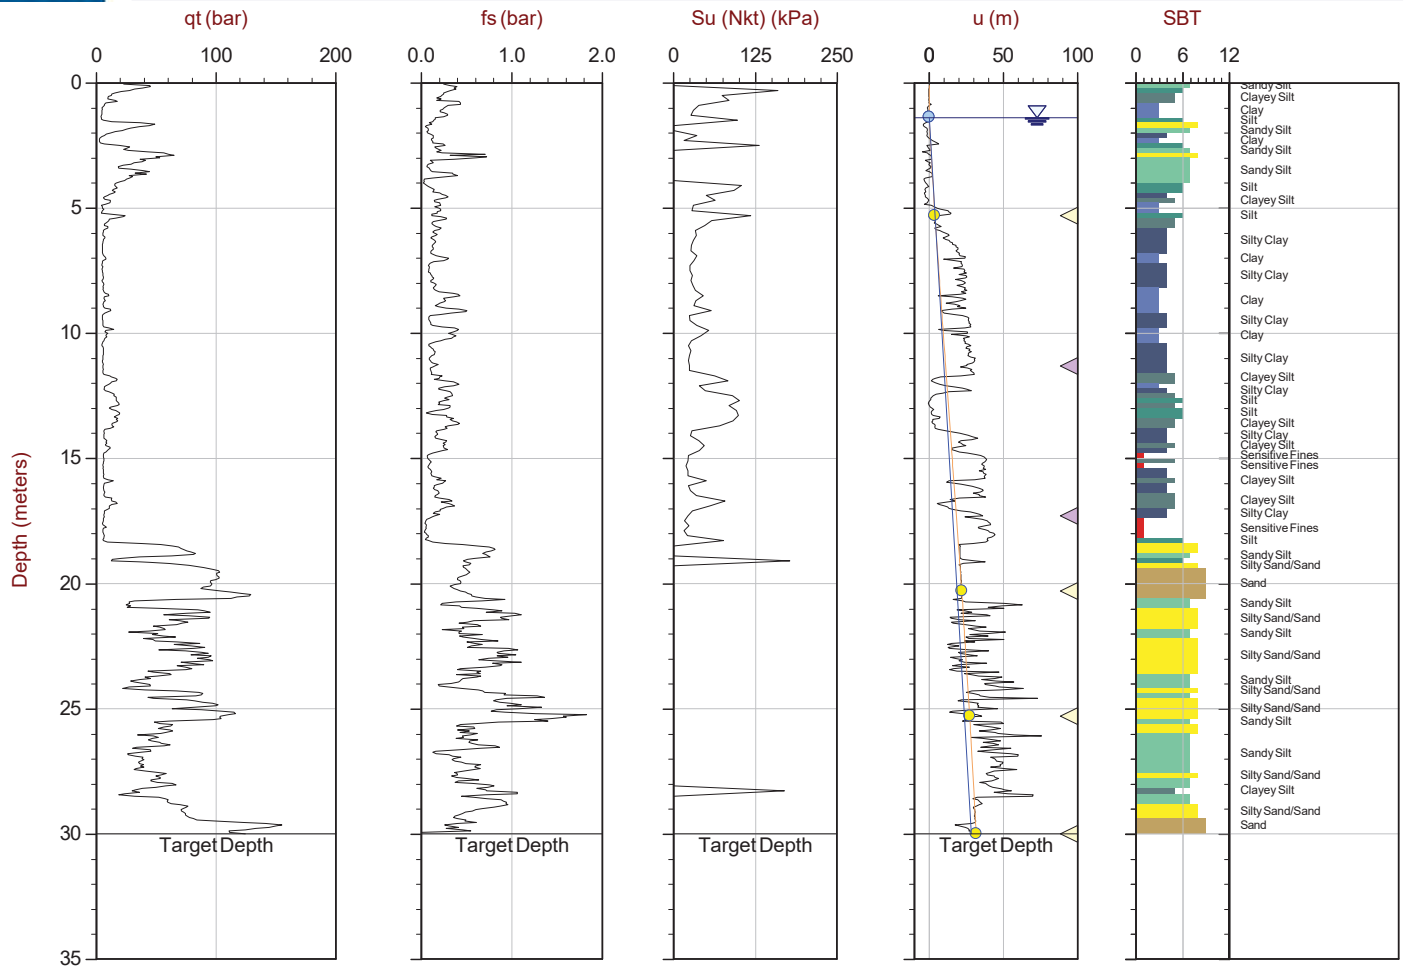 qt (bar) fs (bar) Su (Nkt) (kPa) u (m) SBT
0 100 200 0.0 1.0 2.0 0 125 250 0 50 100 0 6 12
Depth (meters)
0
5
10
15
20
25
30
35
Target Depth Target Depth Target Depth Target Depth
Sandy Silt
Clayey Silt
Clay
Silt
Sandy Silt
Clay
Sandy Silt
Sandy Silt
Silt
Clayey Silt
Silt
Silty Clay
Clay
Silty Clay
Clay
Silty Clay
Clay
Silty Clay
Clayey Silt
Silty Clay
Silt
Silt
Clayey Silt
Silty Clay
Clayey Silt
Sensitive Fines
Sensitive Fines
Clayey Silt
Clayey Silt
Silty Clay
Sensitive Fines
Silt
Sandy Silt
Silty Sand/Sand
Sand
Sandy Silt
Silty Sand/Sand
Sandy Silt
Silty Sand/Sand
Sandy Silt
Silty Sand/Sand
Silty Sand/Sand
Sandy Silt
Sandy Silt
Silty Sand/Sand
Clayey Silt
Silty Sand/Sand
Sand